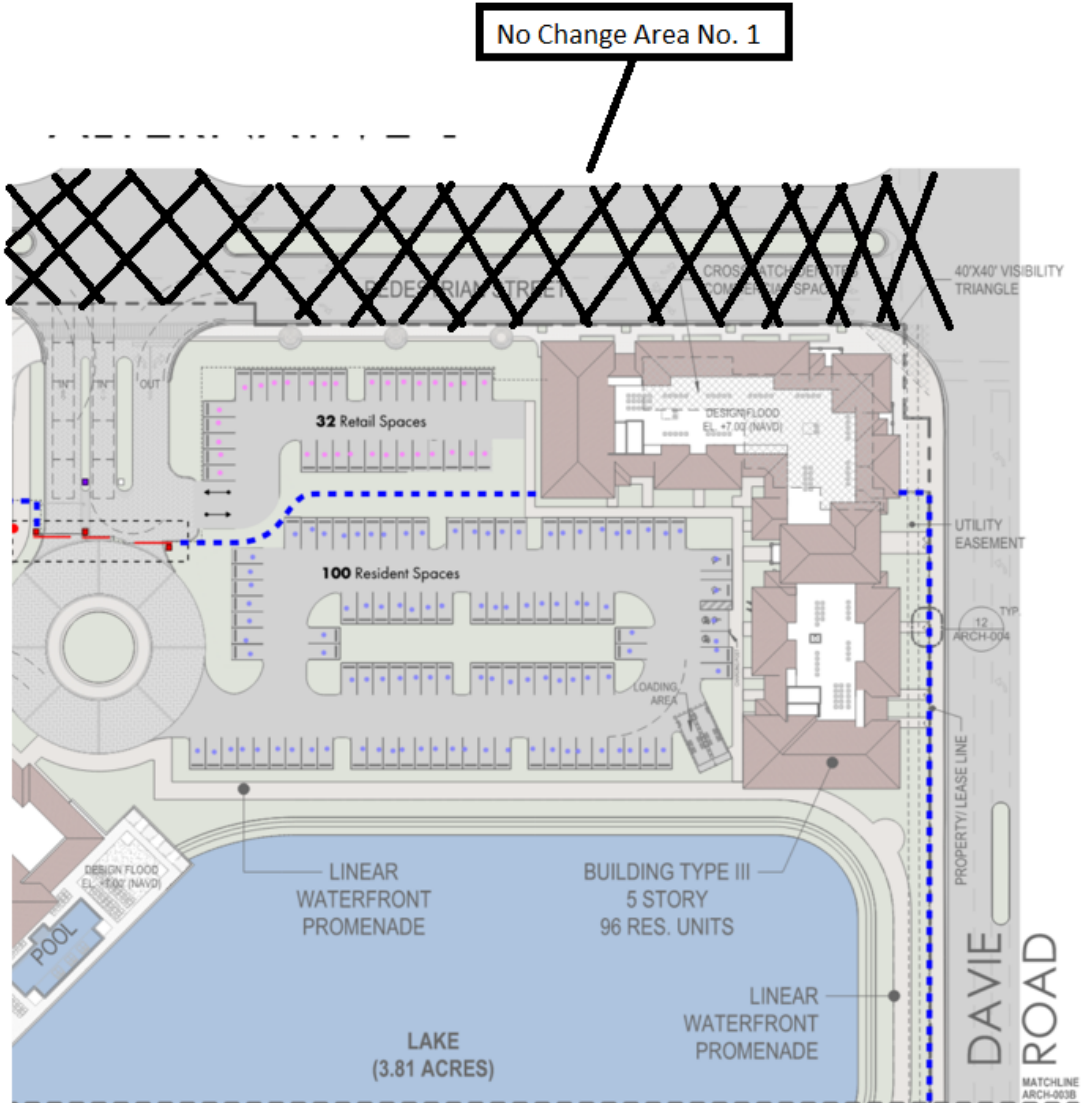 No Change Area No. 1
PEDESTRIAN STREET
CROSSHATCH DENOTES
COMMERCIAL SPACE
40'X40' VISIBILITY
TRIANGLE
IN
IN
OUT
32 Retail Spaces
DESIGN FLOOD
EL. +7.00' (NAVD)
UTILITY
EASEMENT
100 Resident Spaces
TYP.
12
ARCH-004
LOADING
AREA
PROPERTY/ LEASE LINE
DESIGN FLOOD
EL. +7.00' (NAVD)
POOL
LINEAR
WATERFRONT
PROMENADE
BUILDING TYPE III
5 STORY
96 RES. UNITS
LINEAR
WATERFRONT
PROMENADE
LAKE
(3.81 ACRES)
DAVIE
ROAD
MATCHLINE
ARCH-003B